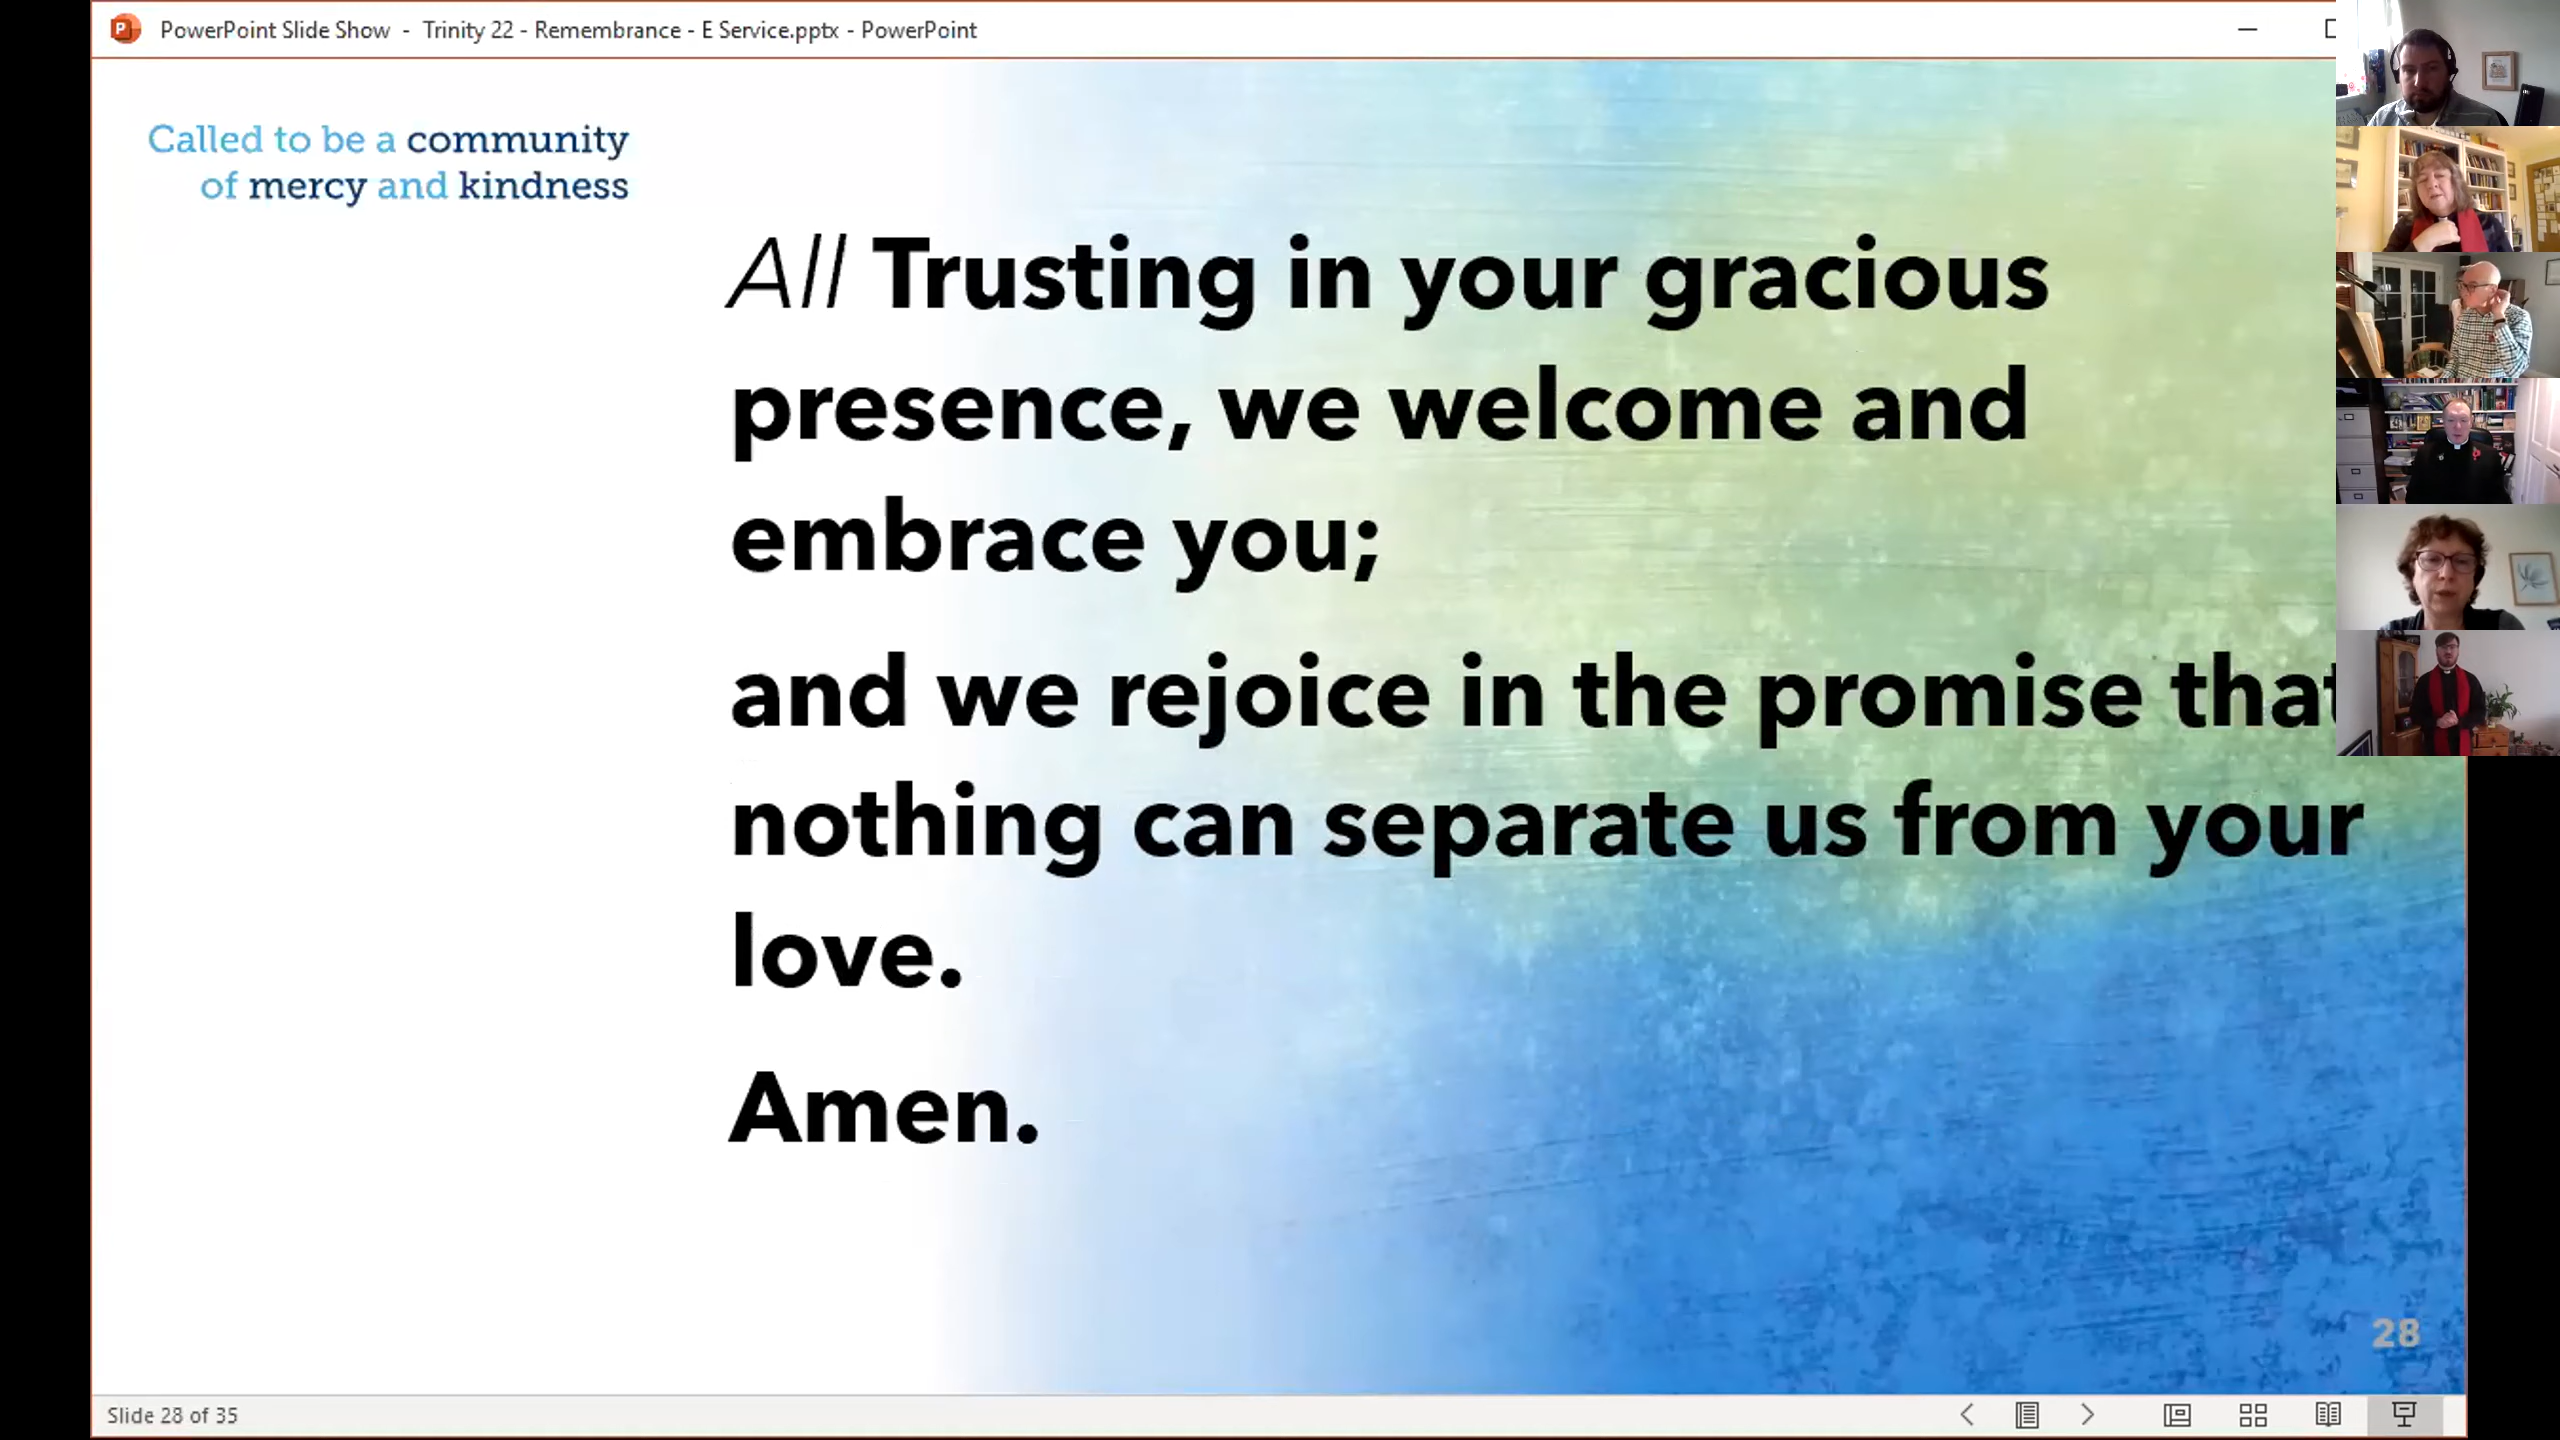 PowerPoint Slide Show - Trinity 22 - Remembrance - E Service.pptx - PowerPoint
Called to be a community
of mercy and kindness
All Trusting in your gracious
presence, we welcome and
embrace you;
and we rejoice in the promise that
nothing can separate us from your
love.
Amen.
28
Slide 28 of 35